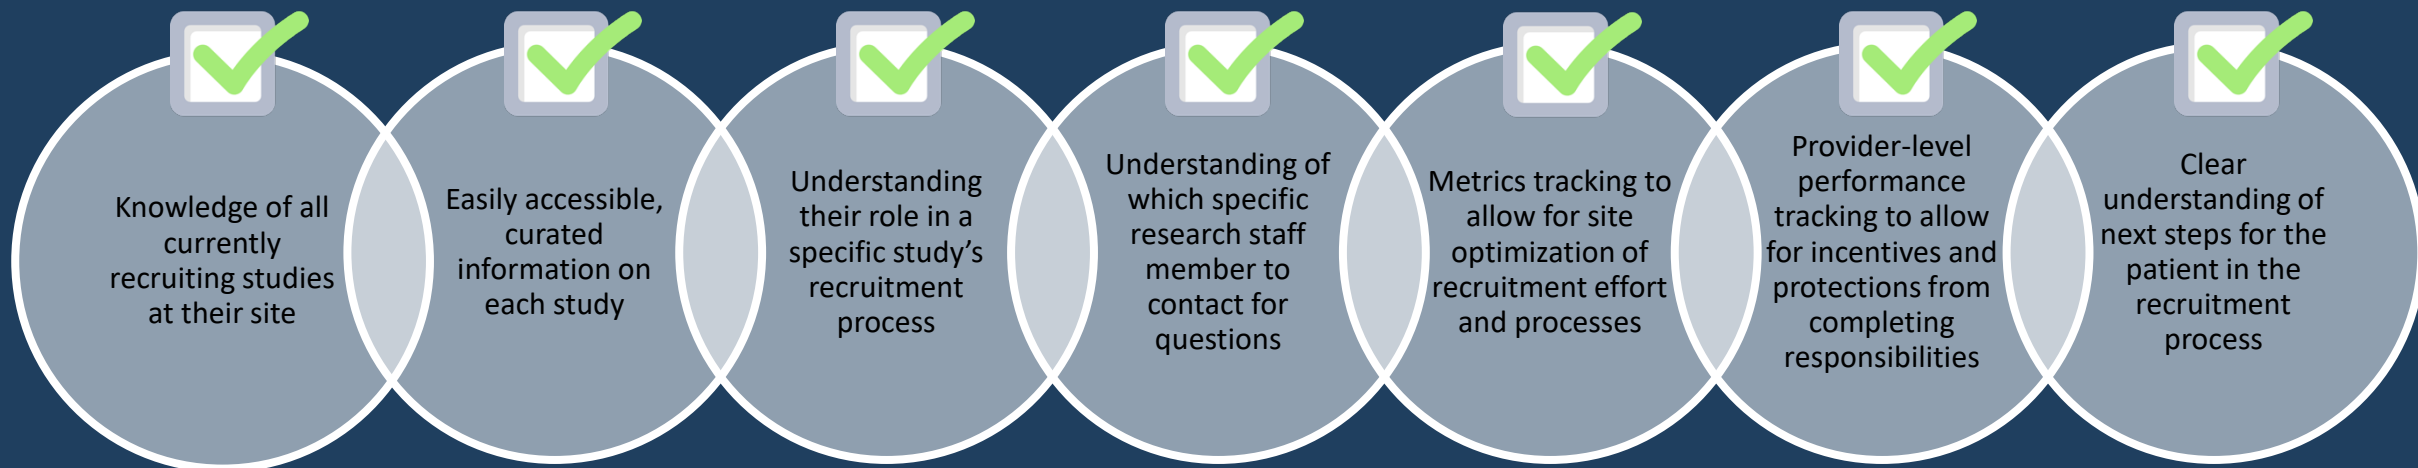 Knowledge of all
currently
recruiting studies
at their site
Easily accessible,
curated
information on
each study
Understanding
their role in a
specific study’s
recruitment
process
Understanding of
which specific
research staff
member to
contact for
questions
Metrics tracking to
allow for site
optimization of
recruitment effort
and processes
Provider-level
performance
tracking to allow
for incentives and
protections from
completing
responsibilities
Clear
understanding of
next steps for the
patient in the
recruitment
process